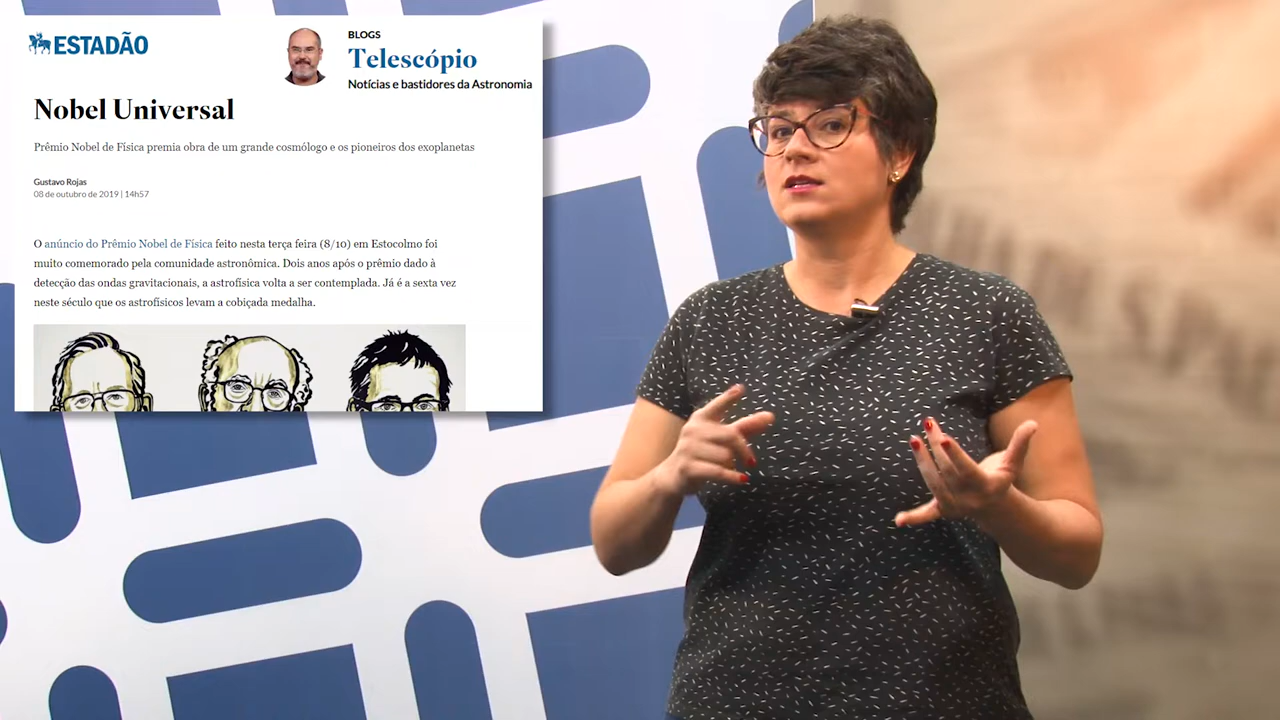 ESTADÃO
BLOGS
Telescópio
Notícias e bastidores da Astronomia
Nobel Universal
Prêmio Nobel de Física premia obra de um grande cosmólogo e os pioneiros dos exoplanetas
Gustavo Rojas
08 de outubro de 2019 | 14h57
O anúncio do Prêmio Nobel de Física feito nesta terça feira (8/10) em Estocolmo foi
muito comemorado pela comunidade astronômica. Dois anos após o prêmio dado à
detecção das ondas gravitacionais, a astrofísica volta a ser contemplada. Já é a sexta vez
neste século que os astrofísicos levam a cobiçada medalha.